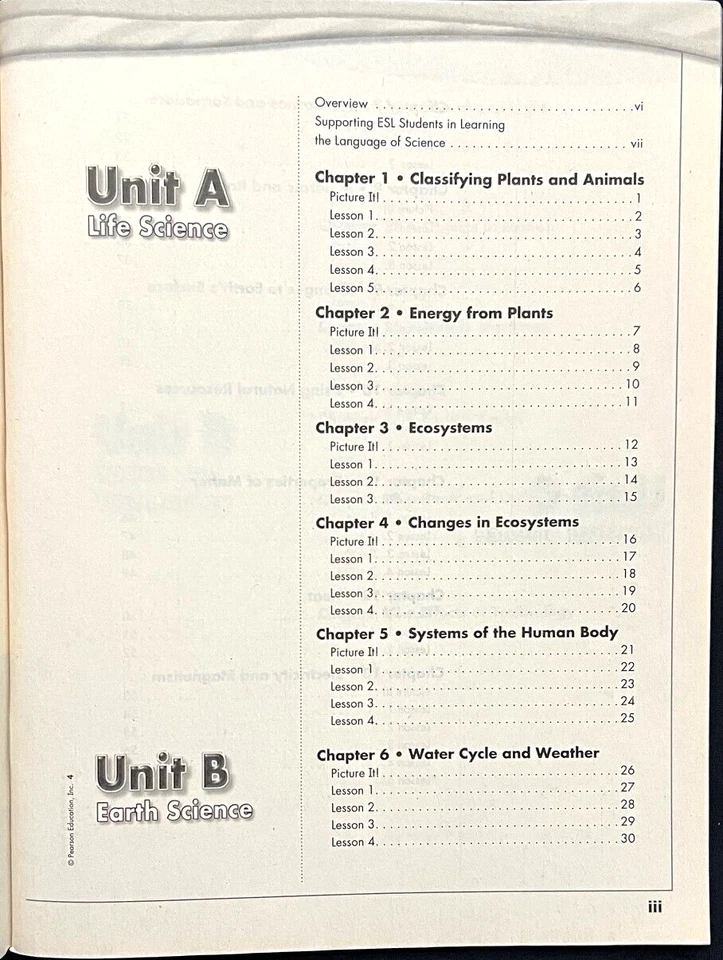 Overview . . . . . . . . . . . . . . . . . . . . . . . . . . . . . . . . . vi
Supporting ESL Students in Learning
the Language of Science . . . . . . . . . . . . . . . . . . . . . . . vii
Unit A
Life Science
Chapter 1 • Classifying Plants and Animals
Picture It! . . . . . . . . . . . . . . . . . . . . . . . . . . . . . . . . 1
Lesson 1. . . . . . . . . . . . . . . . . . . . . . . . . . . . . . . . . 2
Lesson 2. . . . . . . . . . . . . . . . . . . . . . . . . . . . . . . . . 3
Lesson 3. . . . . . . . . . . . . . . . . . . . . . . . . . . . . . . . . 4
Lesson 4. . . . . . . . . . . . . . . . . . . . . . . . . . . . . . . . . 5
Lesson 5. . . . . . . . . . . . . . . . . . . . . . . . . . . . . . . . . 6
Chapter 2 • Energy from Plants
Picture It! . . . . . . . . . . . . . . . . . . . . . . . . . . . . . . . . 7
Lesson 1. . . . . . . . . . . . . . . . . . . . . . . . . . . . . . . . . 8
Lesson 2. . . . . . . . . . . . . . . . . . . . . . . . . . . . . . . . . 9
Lesson 3. . . . . . . . . . . . . . . . . . . . . . . . . . . . . . . . 10
Lesson 4. . . . . . . . . . . . . . . . . . . . . . . . . . . . . . . . 11
Chapter 3 • Ecosystems
Picture It! . . . . . . . . . . . . . . . . . . . . . . . . . . . . . . . 12
Lesson 1. . . . . . . . . . . . . . . . . . . . . . . . . . . . . . . . 13
Lesson 2. . . . . . . . . . . . . . . . . . . . . . . . . . . . . . . . 14
Lesson 3. . . . . . . . . . . . . . . . . . . . . . . . . . . . . . . . 15
Chapter 4 • Changes in Ecosystems
Picture It! . . . . . . . . . . . . . . . . . . . . . . . . . . . . . . . 16
Lesson 1. . . . . . . . . . . . . . . . . . . . . . . . . . . . . . . . 17
Lesson 2. . . . . . . . . . . . . . . . . . . . . . . . . . . . . . . . 18
Lesson 3. . . . . . . . . . . . . . . . . . . . . . . . . . . . . . . . 19
Lesson 4. . . . . . . . . . . . . . . . . . . . . . . . . . . . . . . . 20
Chapter 5 • Systems of the Human Body
Picture It! . . . . . . . . . . . . . . . . . . . . . . . . . . . . . . . 21
Lesson 1 . . . . . . . . . . . . . . . . . . . . . . . . . . . . . . . . 22
Lesson 2. . . . . . . . . . . . . . . . . . . . . . . . . . . . . . . . 23
Lesson 3. . . . . . . . . . . . . . . . . . . . . . . . . . . . . . . . 24
Lesson 4. . . . . . . . . . . . . . . . . . . . . . . . . . . . . . . . 25
Unit B
Earth Science
Chapter 6 • Water Cycle and Weather
Picture It! . . . . . . . . . . . . . . . . . . . . . . . . . . . . . . . 26
Lesson 1. . . . . . . . . . . . . . . . . . . . . . . . . . . . . . . . 27
Lesson 2. . . . . . . . . . . . . . . . . . . . . . . . . . . . . . . . 28
Lesson 3. . . . . . . . . . . . . . . . . . . . . . . . . . . . . . . . 29
Lesson 4. . . . . . . . . . . . . . . . . . . . . . . . . . . . . . . . 30
© Pearson Education, Inc. 4
iii